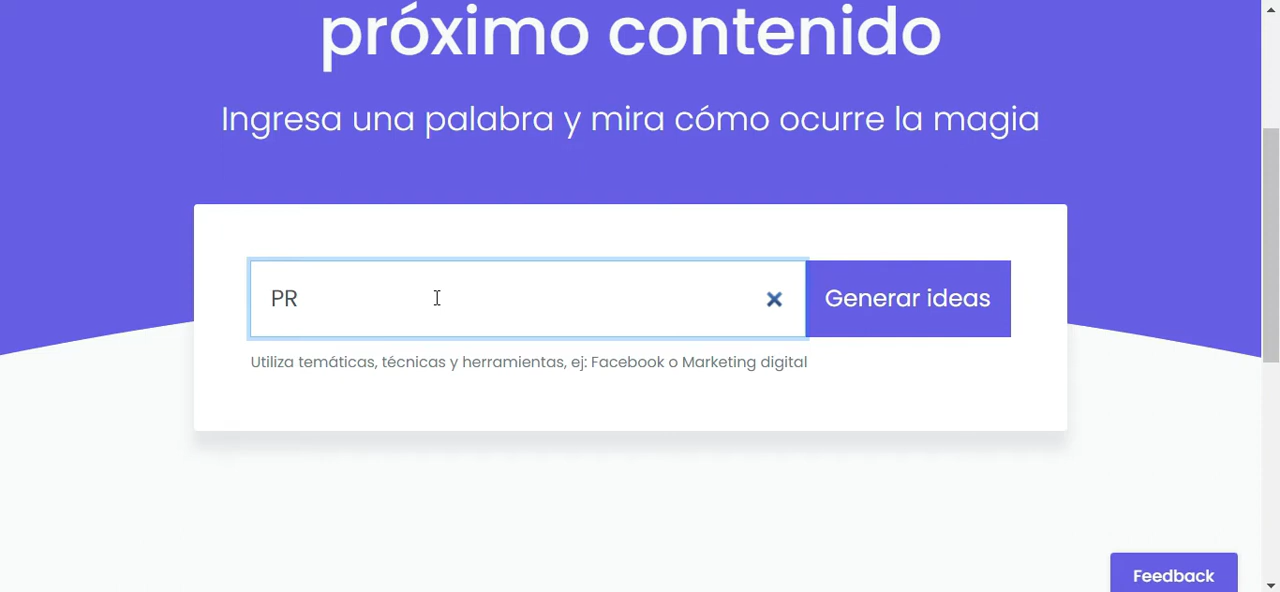 próximo contenido
Ingresa una palabra y mira cómo ocurre la magia
PR
Generar ideas
Utiliza temáticas, técnicas y herramientas, ej: Facebook o Marketing digital
Feedback